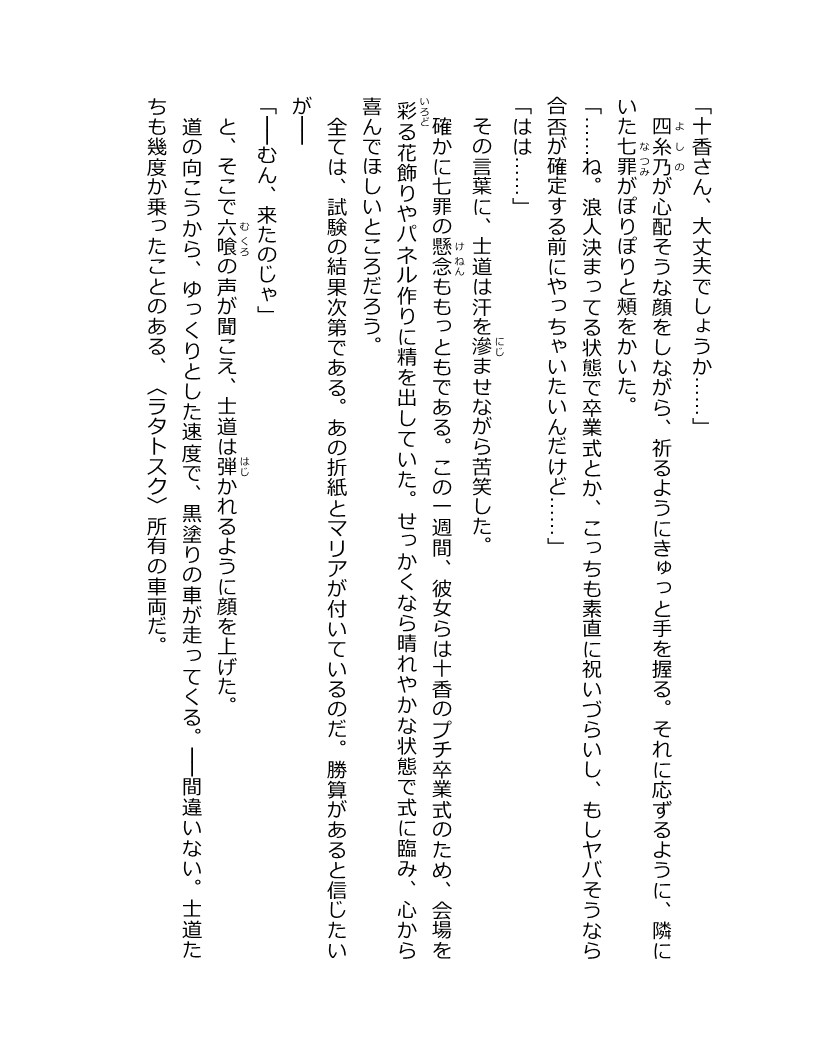 「十香さん、大丈夫でしょうか……」
　四糸乃が心配そうな顔をしながら、祈るようにきゅっと手を握る。それに応ずるように、隣に
いた七罪がぽりぽりと頰をかいた。
「……ね。浪人決まってる状態で卒業式とか、こっちも素直に祝いづらいし、もしヤバそうなら
合否が確定する前にやっちゃいたいんだけど……」
「はは……」
　その言葉に、士道は汗を滲ませながら苦笑した。
　確かに七罪の懸念ももっともである。この一週間、彼女らは十香のプチ卒業式のため、会場を
彩る花飾りやパネル作りに精を出していた。せっかくなら晴れやかな状態で式に臨み、心から
喜んでほしいところだろう。
　全ては、試験の結果次第である。あの折紙とマリアが付いているのだ。勝算があると信じたい
が――
「――むん、来たのじゃ」
　と、そこで六喰の声が聞こえ、士道は弾かれるように顔を上げた。
　道の向こうから、ゆっくりとした速度で、黒塗りの車が走ってくる。――間違いない。士道た
ちも幾度か乗ったことのある、〈ラタトスク〉所有の車両だ。